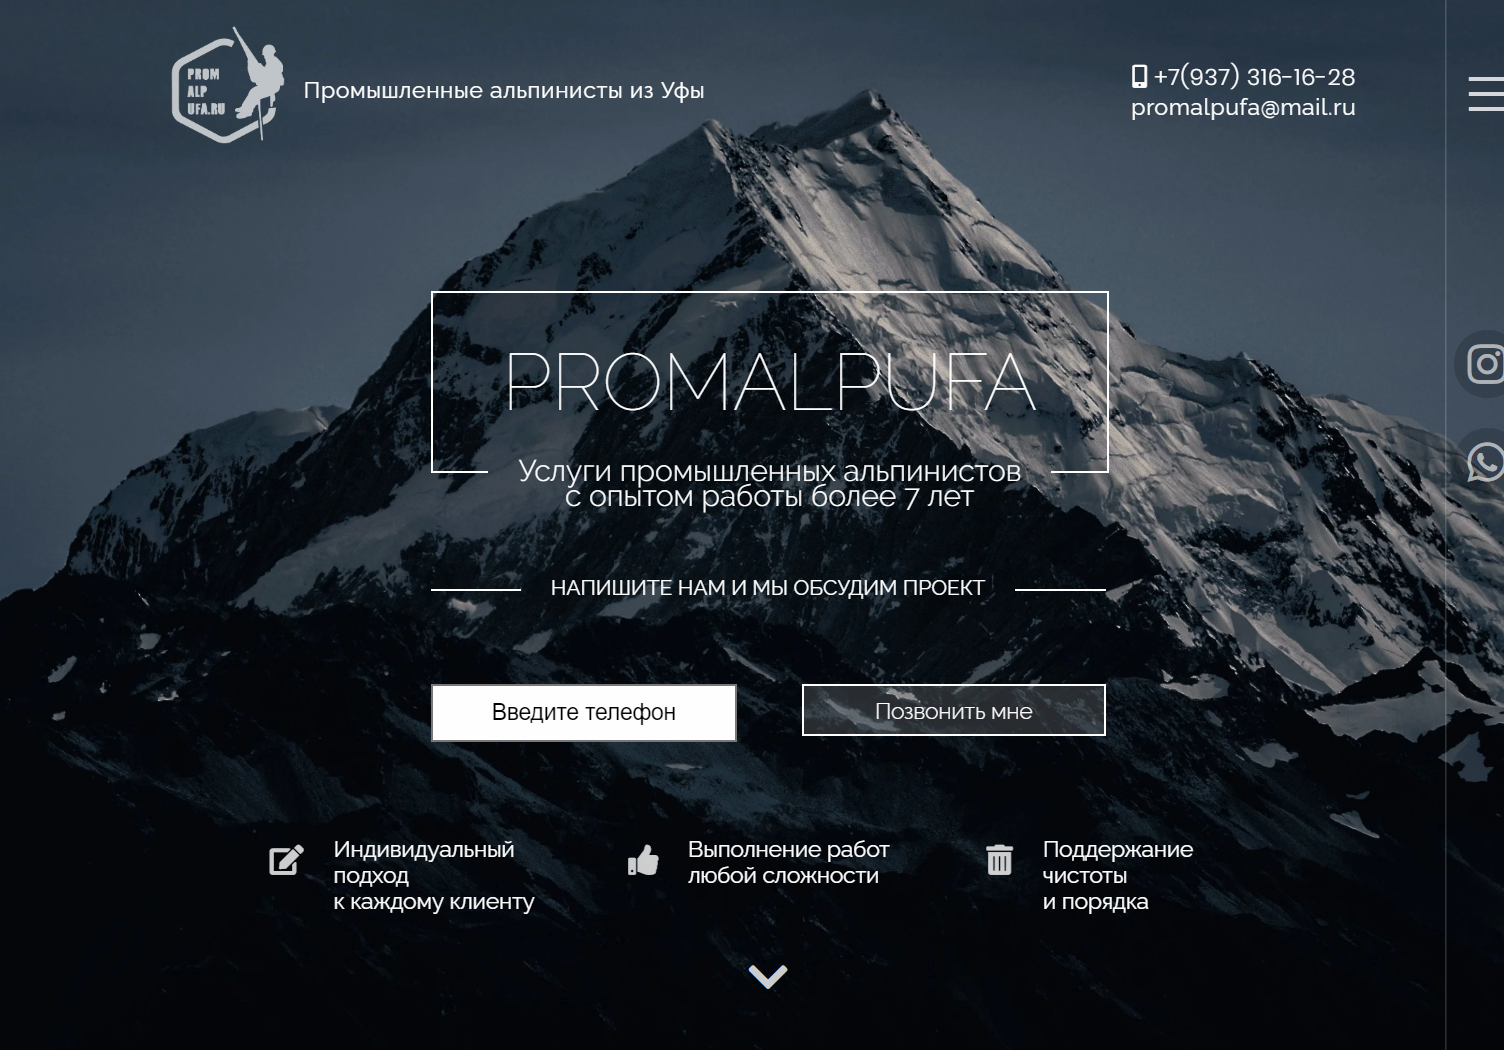 PROM
ALP
UFA.RU
Промышленные альпинисты из Уфы
+7(937) 316-16-28
promalpufa@mail.ru
PROMALPUFA
Услуги промышленных альпинистов
с опытом работы более 7 лет
НАПИШИТЕ НАМ И МЫ ОБСУДИМ ПРОЕКТ
Введите телефон
Позвонить мне
Индивидуальный
подход
к каждому клиенту
Выполнение работ
любой сложности
Поддержание
чистоты
и порядка